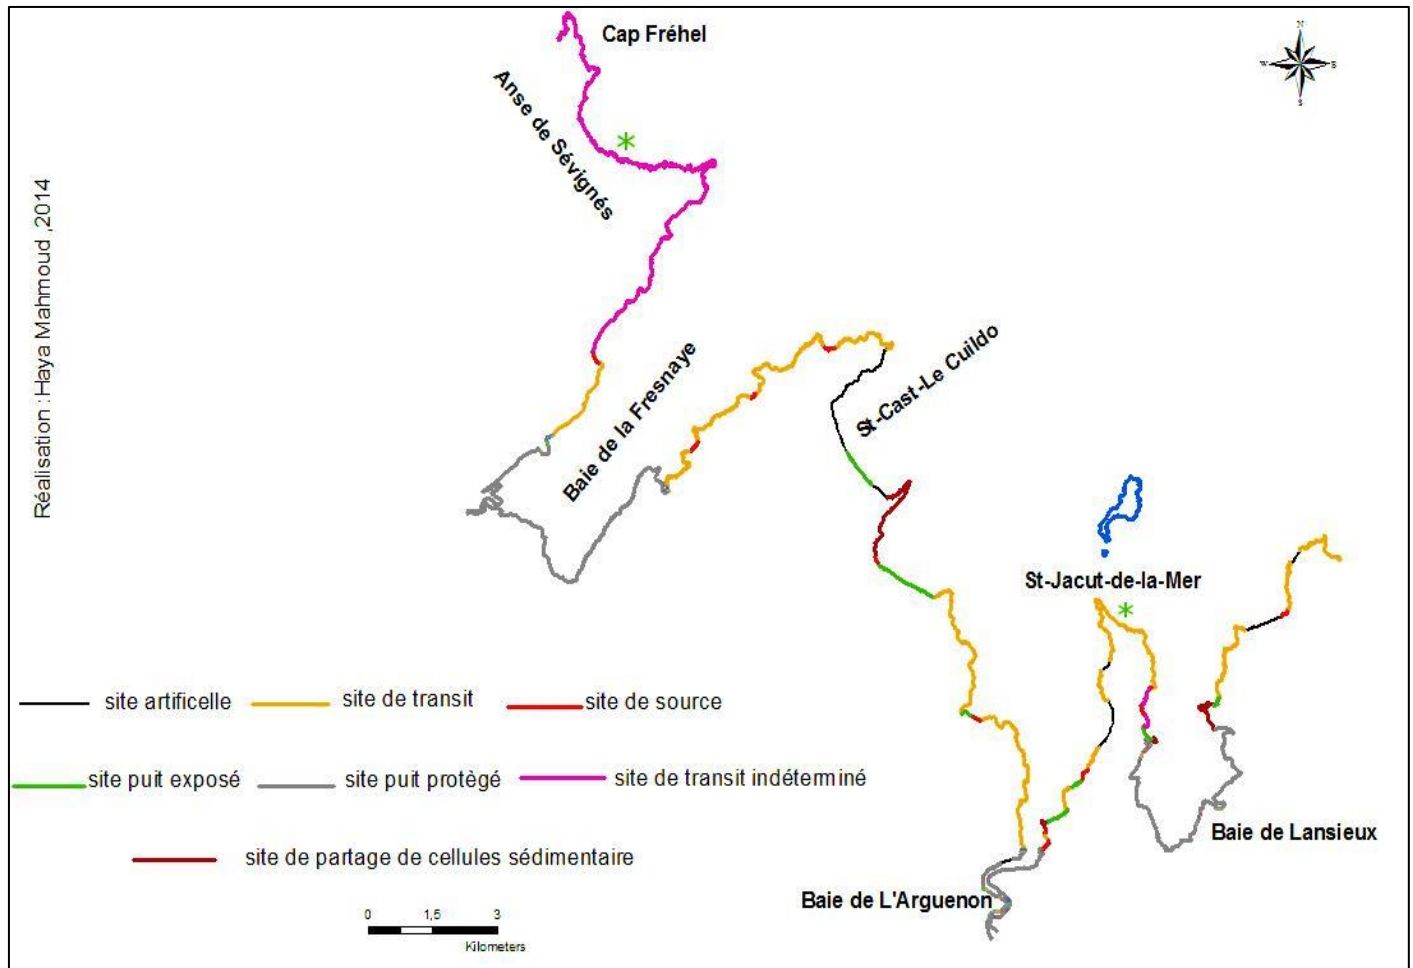 Cap Fréhel
N
W
E
S
Anse de Sévignés
Réalisation : Haya Mahmoud ,2014
Baie de la Fresnaye
St-Cast-Le Cuildo
St-Jacut-de-la-Mer
site artificelle
site de transit
site de source
site puit exposé
site puit protègé
site de transit indéterminé
Baie de Lansieux
site de partage de cellules sédimentaire
Baie de L'Arguenon
0 1,5 3
Kilometers